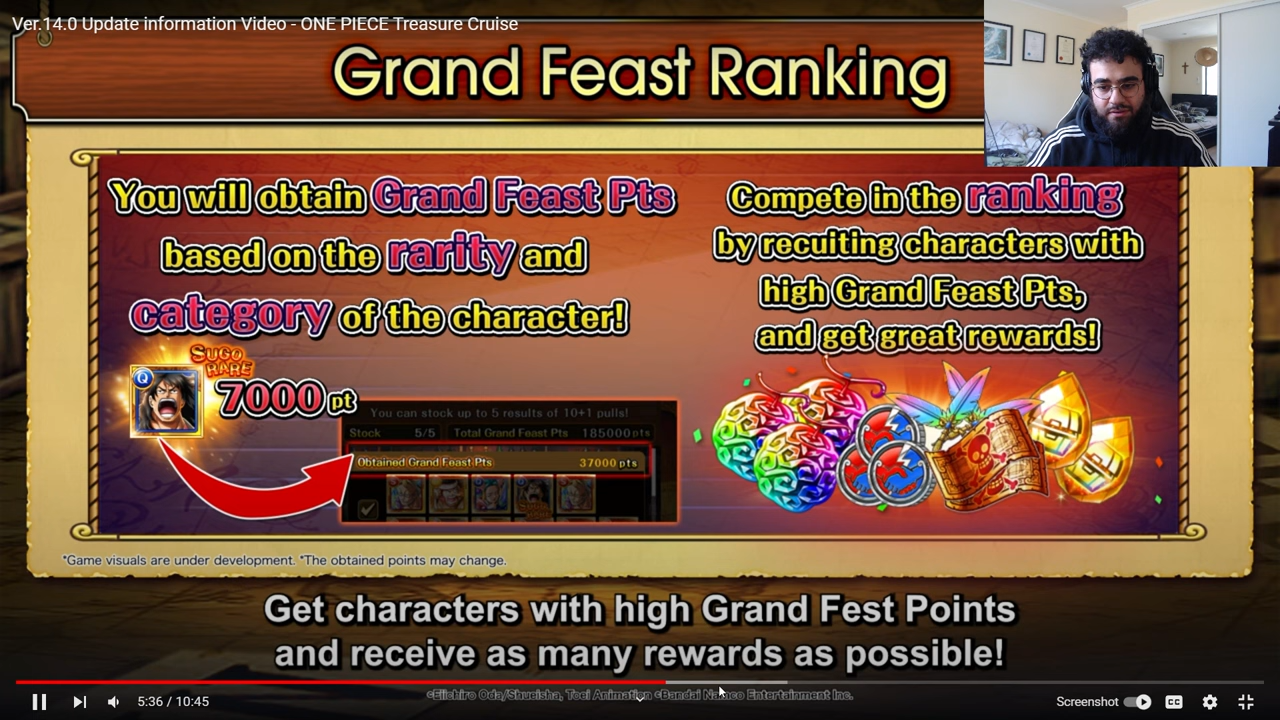 Ver.14.0 Update information Video - ONE PIECE Treasure Cruise
Grand Feast Ranking
You will obtain Grand Feast Pts
based on the rarity and
category of the character!
SUGO
RARE
7000 pt
You can stock up to 5 results of 10+1 pulls!
Stock 5/5 Total Grand Feast Pts 185000pts
Obtained Grand Feast Pts 37000 pts
Compete in the ranking
by recuiting characters with
high Grand Feast Pts,
and get great rewards!
*Game visuals are under development. *The obtained points may change.
Get characters with high Grand Fest Points
and receive as many rewards as possible!
©Eiichiro Oda/Shueisha, Toei Animation ©Bandai Namco Entertainment Inc.
5:36 / 10:45
Screenshot
CC